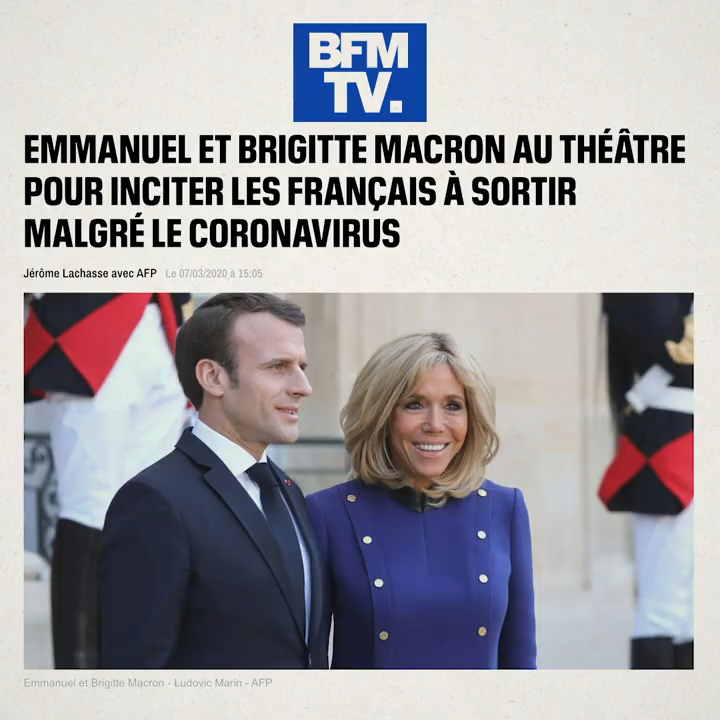 BFM
TV.
EMMANUEL ET BRIGITTE MACRON AU THÉÂTRE
POUR INCITER LES FRANÇAIS À SORTIR
MALGRÉ LE CORONAVIRUS
Jérôme Lachasse avec AFP Le 07/03/2020 à 15:05
Emmanuel et Brigitte Macron - Ludovic Marin - AFP